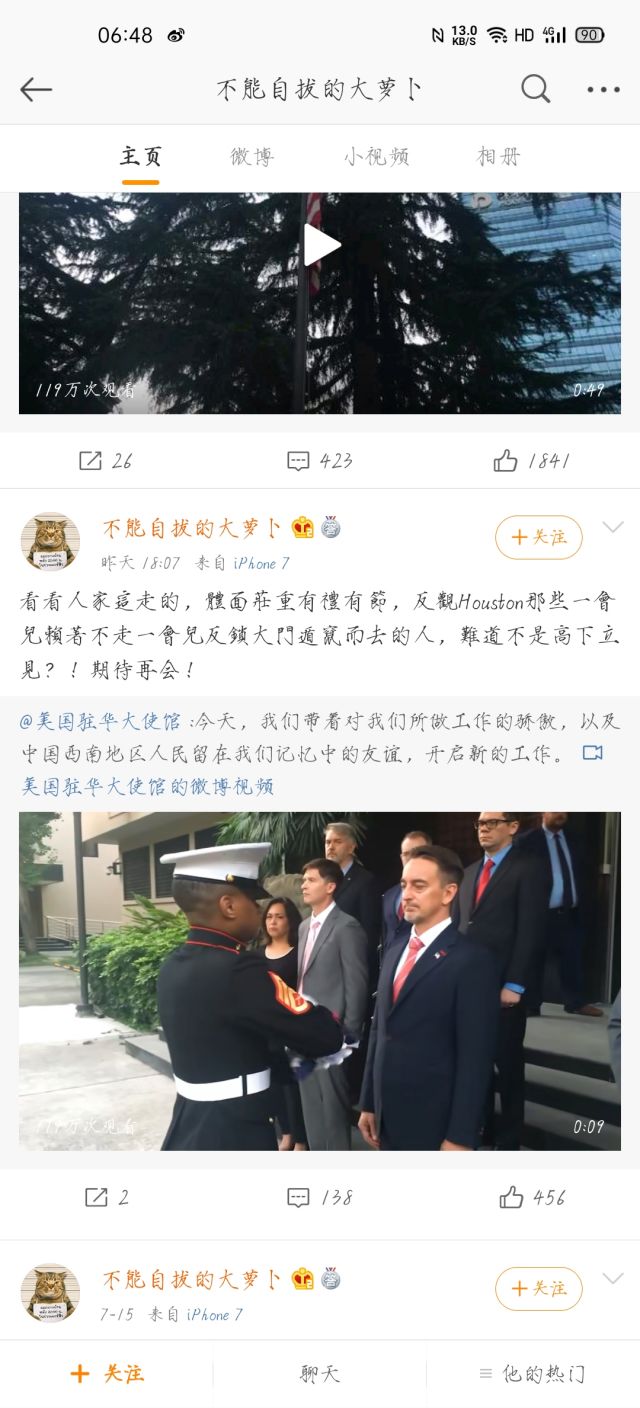 06:48
13.0 KB/S HD 4G 90
不能自拔的大萝卜
主页 微博 小视频 相册
119万次观看 0:49
26 423 1841
不能自拔的大萝卜
昨天 18:07 来自 iPhone 7
+关注
看看人家這走的，體面莊重有禮有節，反觀Houston那些一會
兒賴著不走一會兒反鎖大門遁竄而去的人，難道不是高下立
見？！期待再会！
@美国驻华大使馆 :今天，我们带着对我们所做工作的骄傲，以及
中国西南地区人民留在我们记忆中的友谊，开启新的工作。
美国驻华大使馆的微博视频
119万次观看 0:09
2 138 456
不能自拔的大萝卜
7-15 来自 iPhone 7
+关注
+ 关注 聊天 他的热门